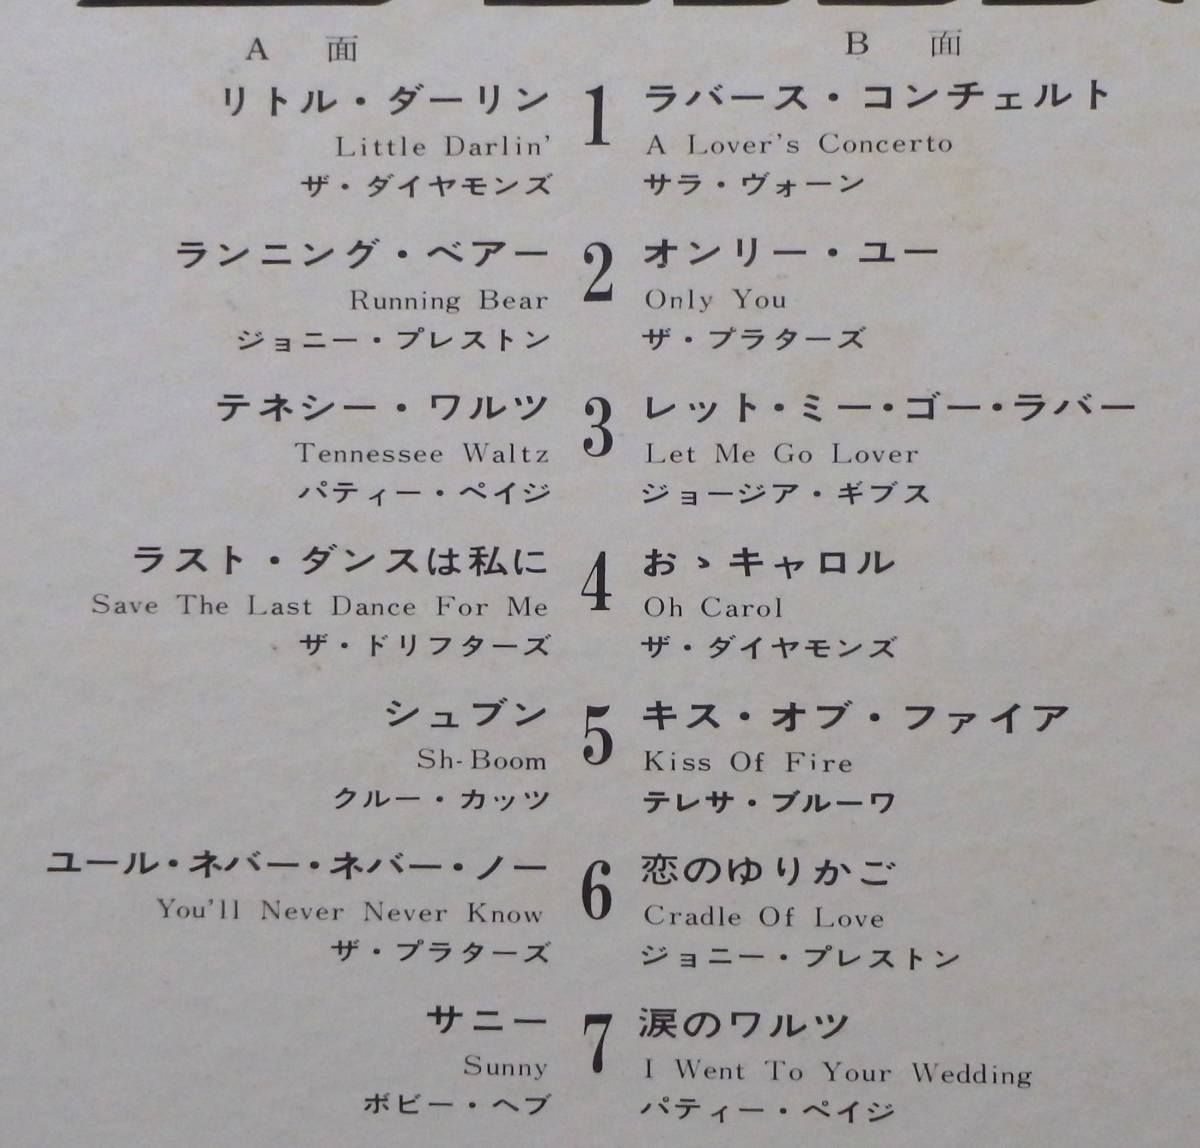 A 面
リトル・ダーリン
Little Darlin'
ザ・ダイヤモンズ
2
ランニング・ベアー
Running Bear
ジョニー・プレストン
3
テネシー・ワルツ
Tennessee Waltz
パティー・ペイジ
4
ラスト・ダンスは私に
Save The Last Dance For Me
ザ・ドリフターズ
5
シュブン
Sh-Boom
クルー・カッツ
6
ユール・ネバー・ネバー・ノー
You'll Never Never Know
ザ・プラターズ
7
サニー
Sunny
ボビー・ヘブ
B 面
1
ラバース・コンチェルト
A Lover's Concerto
サラ・ヴォーン
オンリー・ユー
Only You
ザ・プラターズ
レット・ミー・ゴー・ラバー
Let Me Go Lover
ジョージア・ギブス
おゝキャロル
Oh Carol
ザ・ダイヤモンズ
キス・オブ・ファイア
Kiss Of Fire
テレサ・ブルーワ
恋のゆりかご
Cradle Of Love
ジョニー・プレストン
涙のワルツ
I Went To Your Wedding
パティー・ペイジ